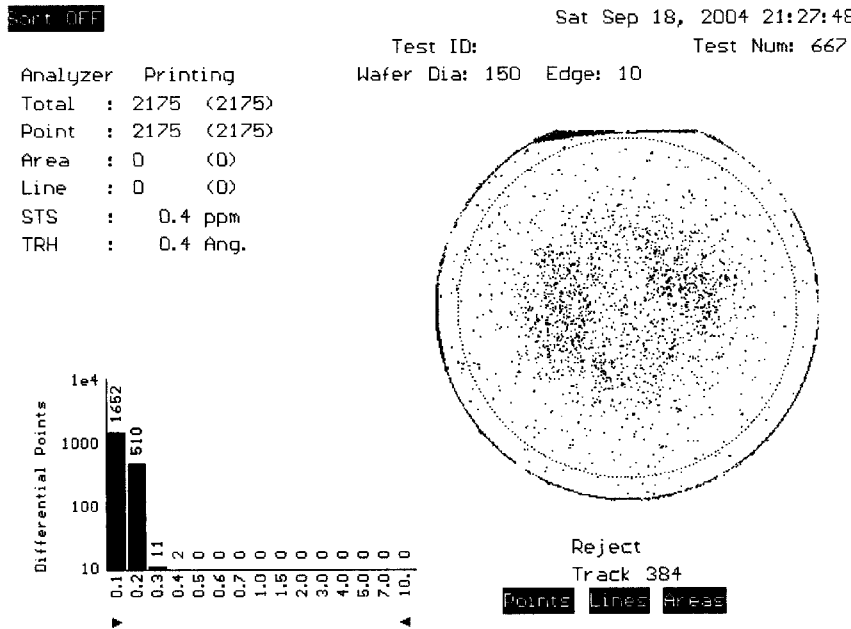 Sort OFF
Sat Sep 18, 2004 21:27:48
Test ID: Test Num: 667
Analyzer Printing Wafer Dia: 150 Edge: 10
Total : 2175 (2175)
Point : 2175 (2175)
Area : 0 (0)
Line : 0 (0)
STS : 0.4 ppm
TRH : 0.4 Ang.
Differential Points
1e4
1000
100
10
1652 510 11 2 0 0 0 0 0 0 0 0 0 0 0
0.1 0.2 0.3 0.4 0.5 0.6 0.7 1.0 1.5 2.0 3.0 4.0 5.0 7.0 10.
Reject
Track 384
Points Lines Areas